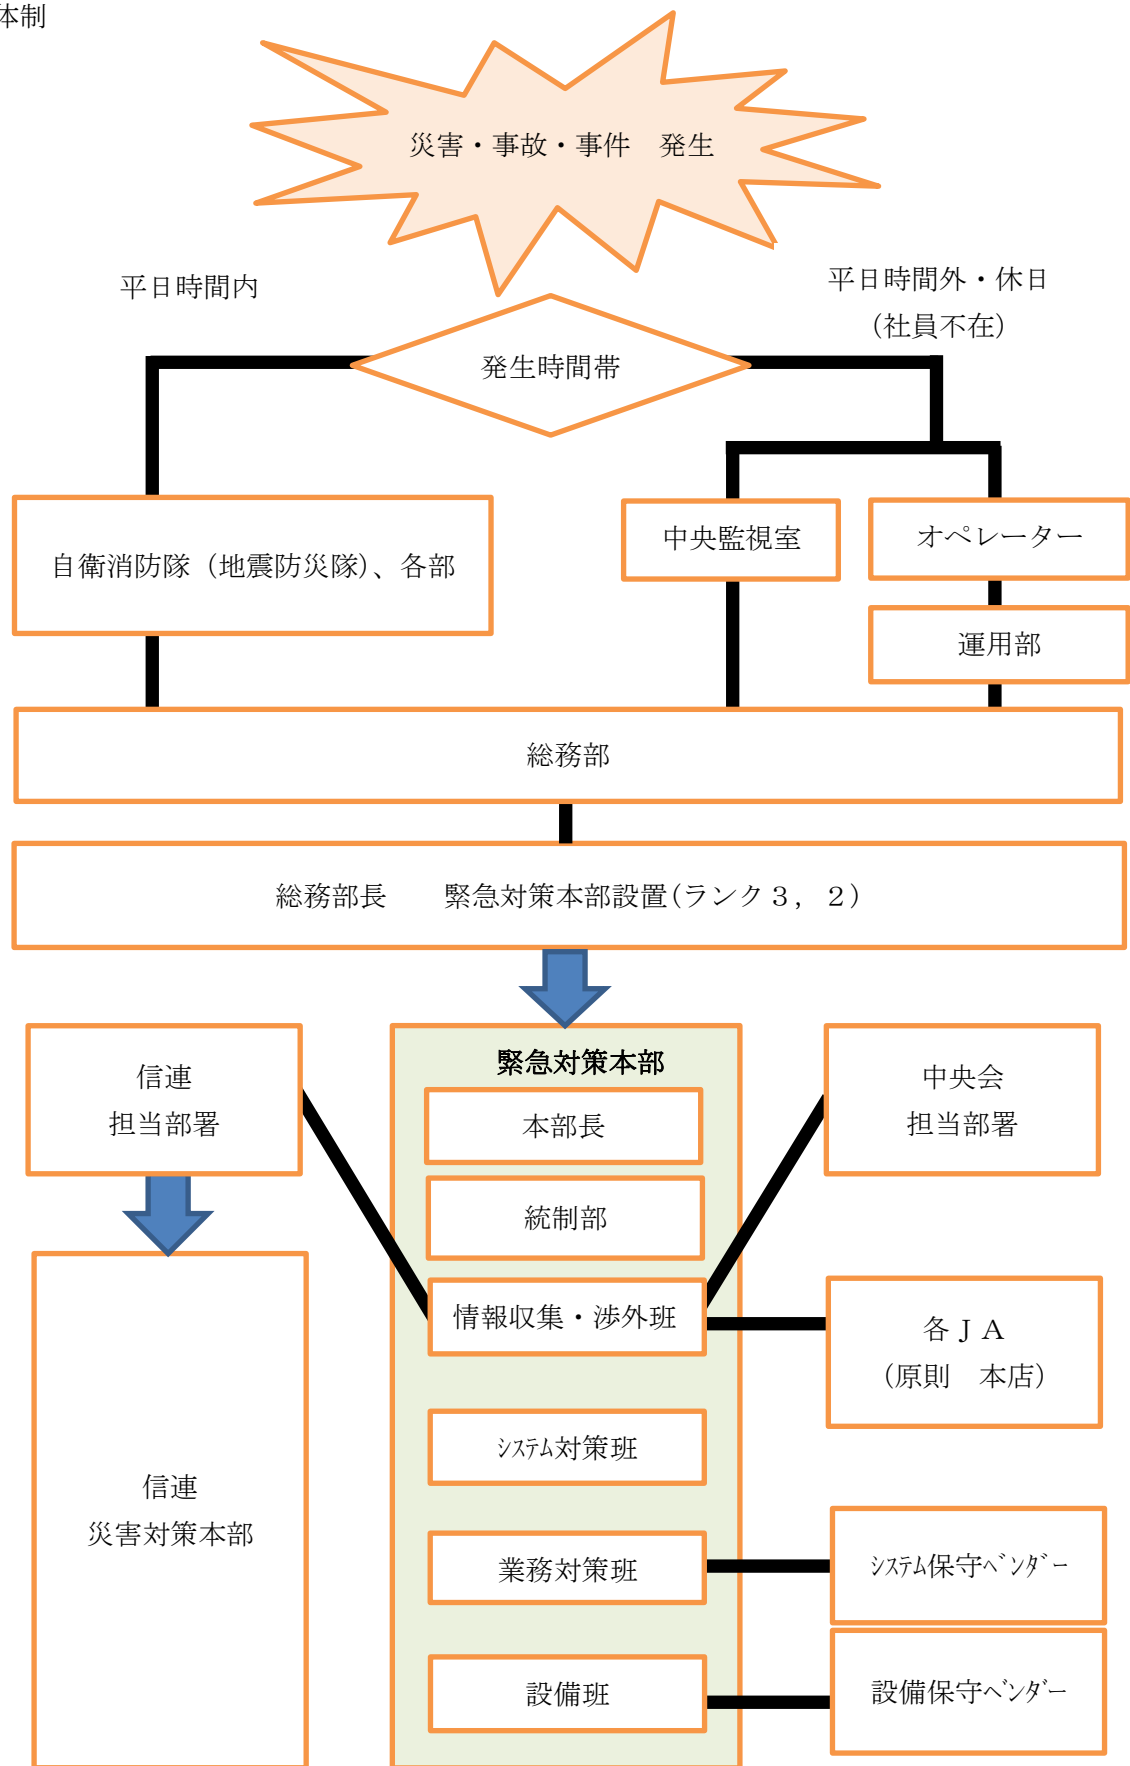 体制
災害・事故・事件　発生
平日時間内
平日時間外・休日
（社員不在）
発生時間帯
自衛消防隊（地震防災隊）、各部
中央監視室
オペレーター
運用部
総務部
総務部長　　緊急対策本部設置(ランク３，２）
緊急対策本部
信連
担当部署
本部長
中央会
担当部署
統制部
情報収集・渉外班
各ＪＡ
（原則　本店）
ｼｽﾃﾑ対策班
信連
災害対策本部
業務対策班
ｼｽﾃﾑ保守ﾍﾞﾝﾀﾞｰ
設備班
設備保守ﾍﾞﾝﾀﾞｰ